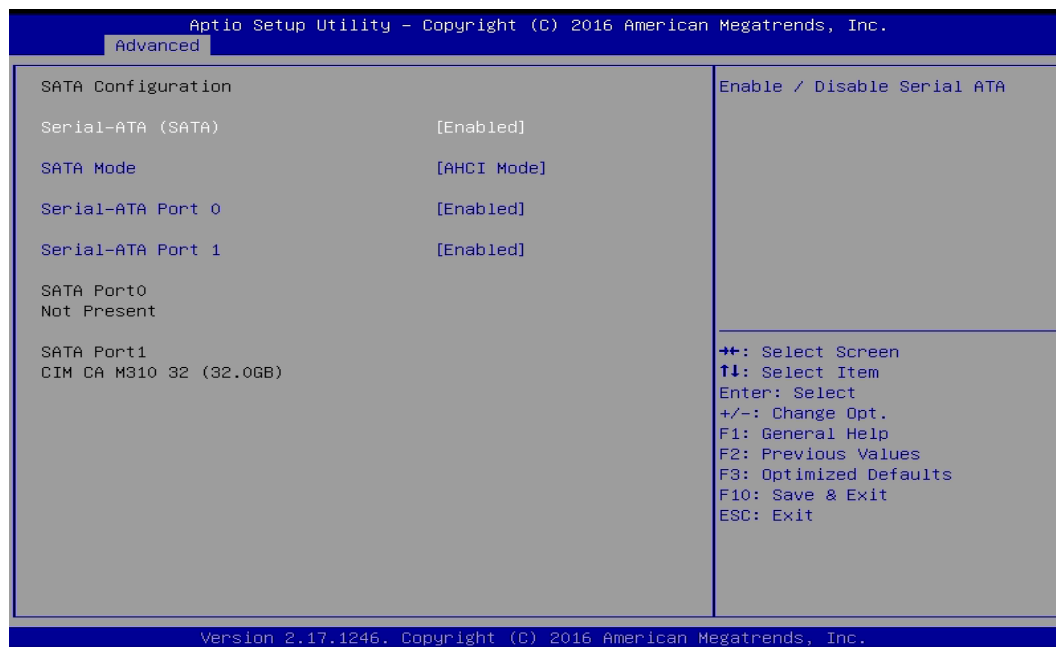 Aptio Setup Utility – Copyright (C) 2016 American Megatrends, Inc.
Advanced
SATA Configuration
Serial-ATA (SATA) [Enabled]
SATA Mode [AHCI Mode]
Serial-ATA Port 0 [Enabled]
Serial-ATA Port 1 [Enabled]
SATA Port0
Not Present
SATA Port1
CIM CA M310 32 (32.0GB)
Enable / Disable Serial ATA
→←: Select Screen
↑↓: Select Item
Enter: Select
+/-: Change Opt.
F1: General Help
F2: Previous Values
F3: Optimized Defaults
F10: Save & Exit
ESC: Exit
Version 2.17.1246. Copyright (C) 2016 American Megatrends, Inc.